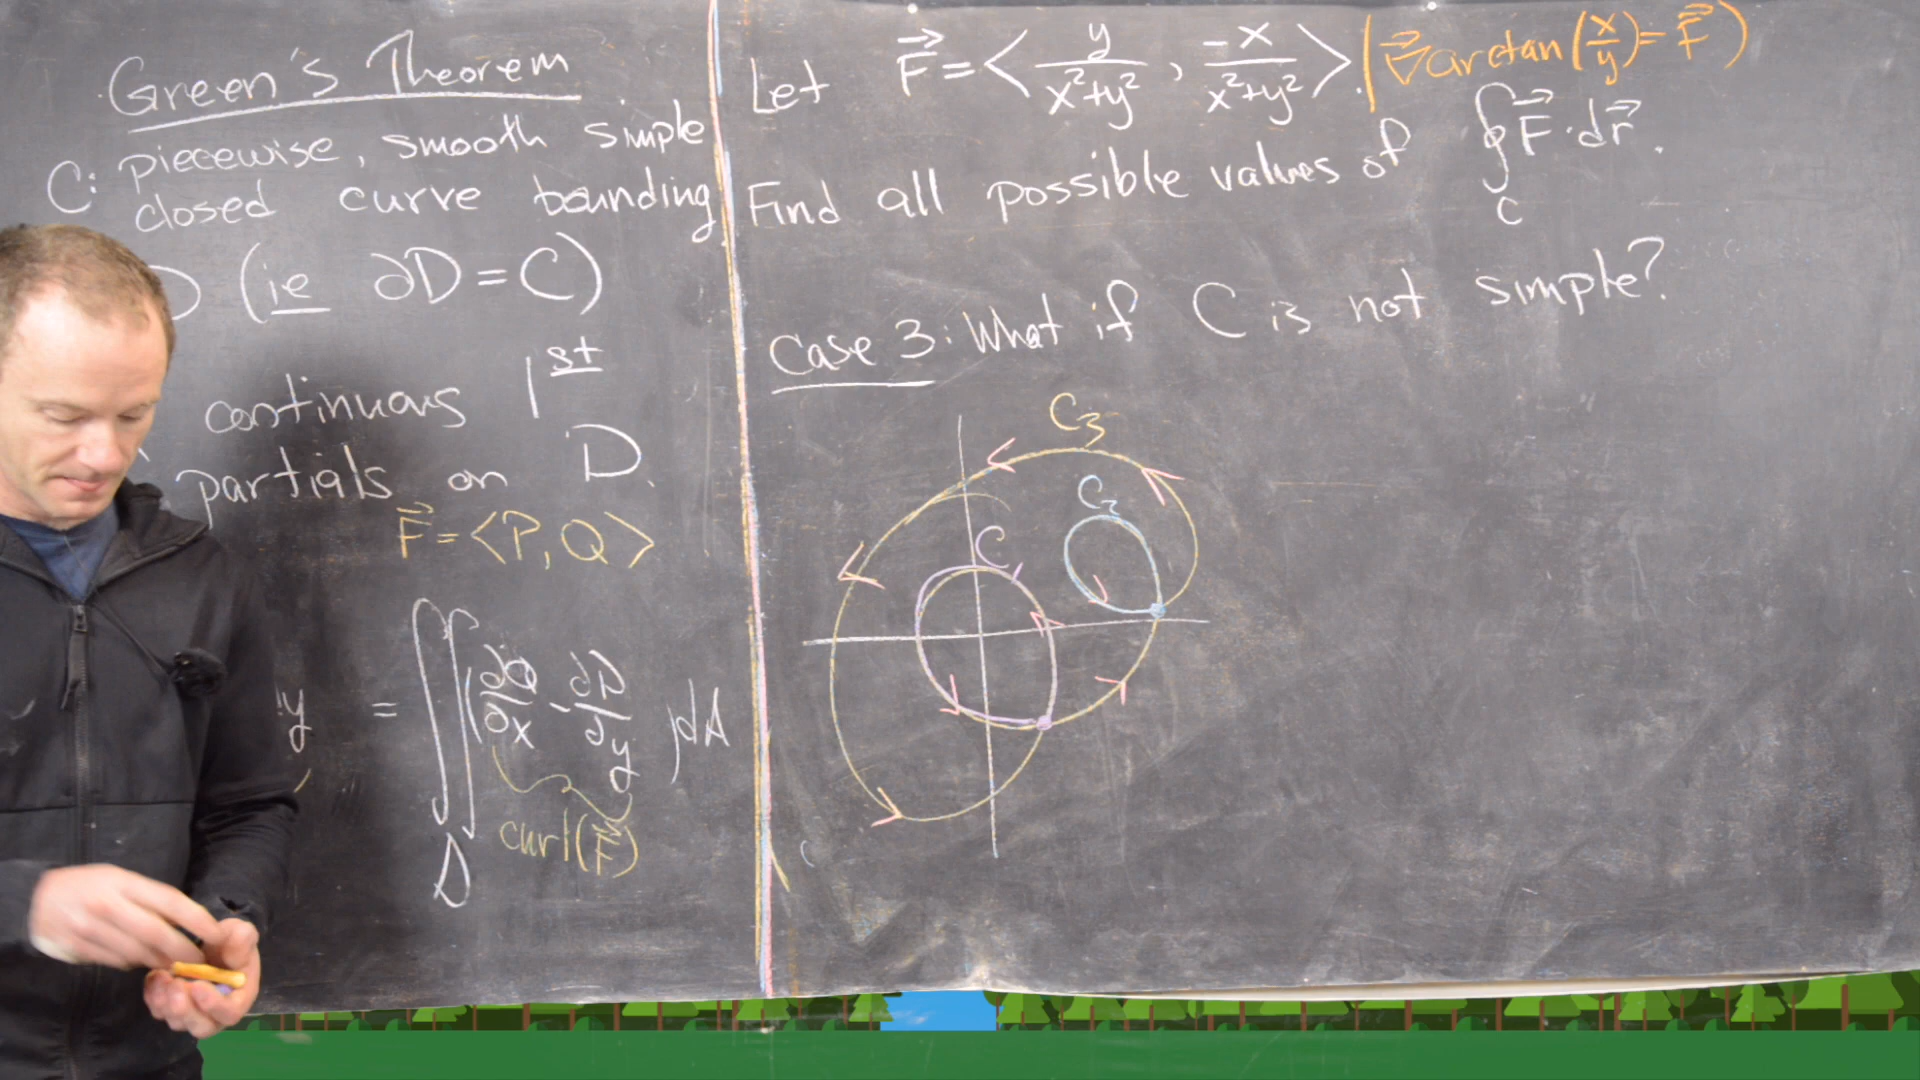 Green's Theorem
C: piecewise, smooth simple
closed curve bounding
D (ie ∂D = C)
continuous 1st
partials on D.
F = <P, Q>
y = ∬ (∂Q/∂x - ∂P/∂y) dA
D
curl(F)
Let F = < y/(x²+y²), -x/(x²+y²) >. (∇ arctan(x/y) = F)
Find all possible values of ∮ F · dr.
C
Case 3: What if C is not simple?
C3
C2
C1